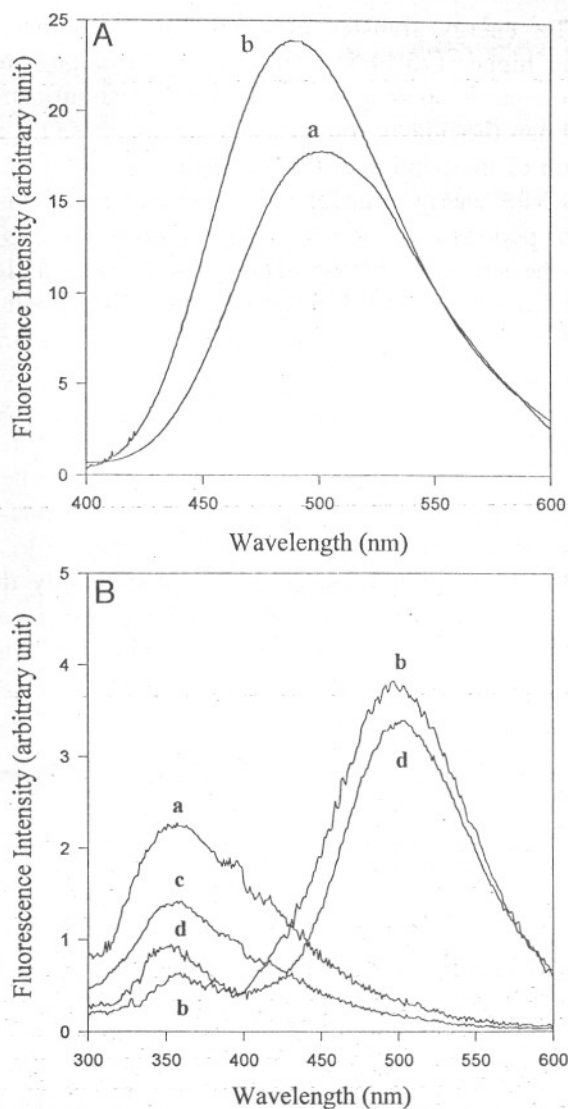 A
b
a
25
20
15
10
5
0
400 450 500 550 600
Fluorescence Intensity (arbitrary unit)
Wavelength (nm)
B
b
d
a
c
d
b
5
4
3
2
1
0
300 350 400 450 500 550 600
Fluorescence Intensity (arbitrary unit)
Wavelength (nm)